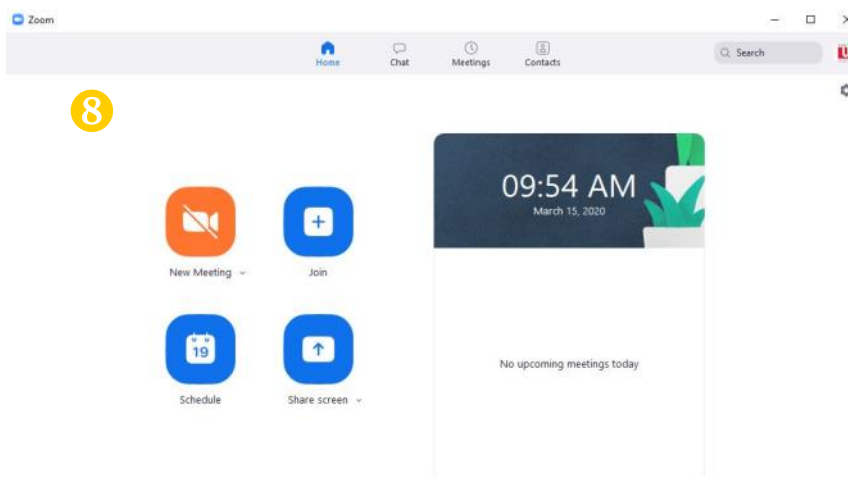 Zoom
Home
Chat
Meetings
Contacts
Search
U
8
09:54 AM
March 15, 2020
New Meeting
Join
19
Schedule
Share screen
No upcoming meetings today